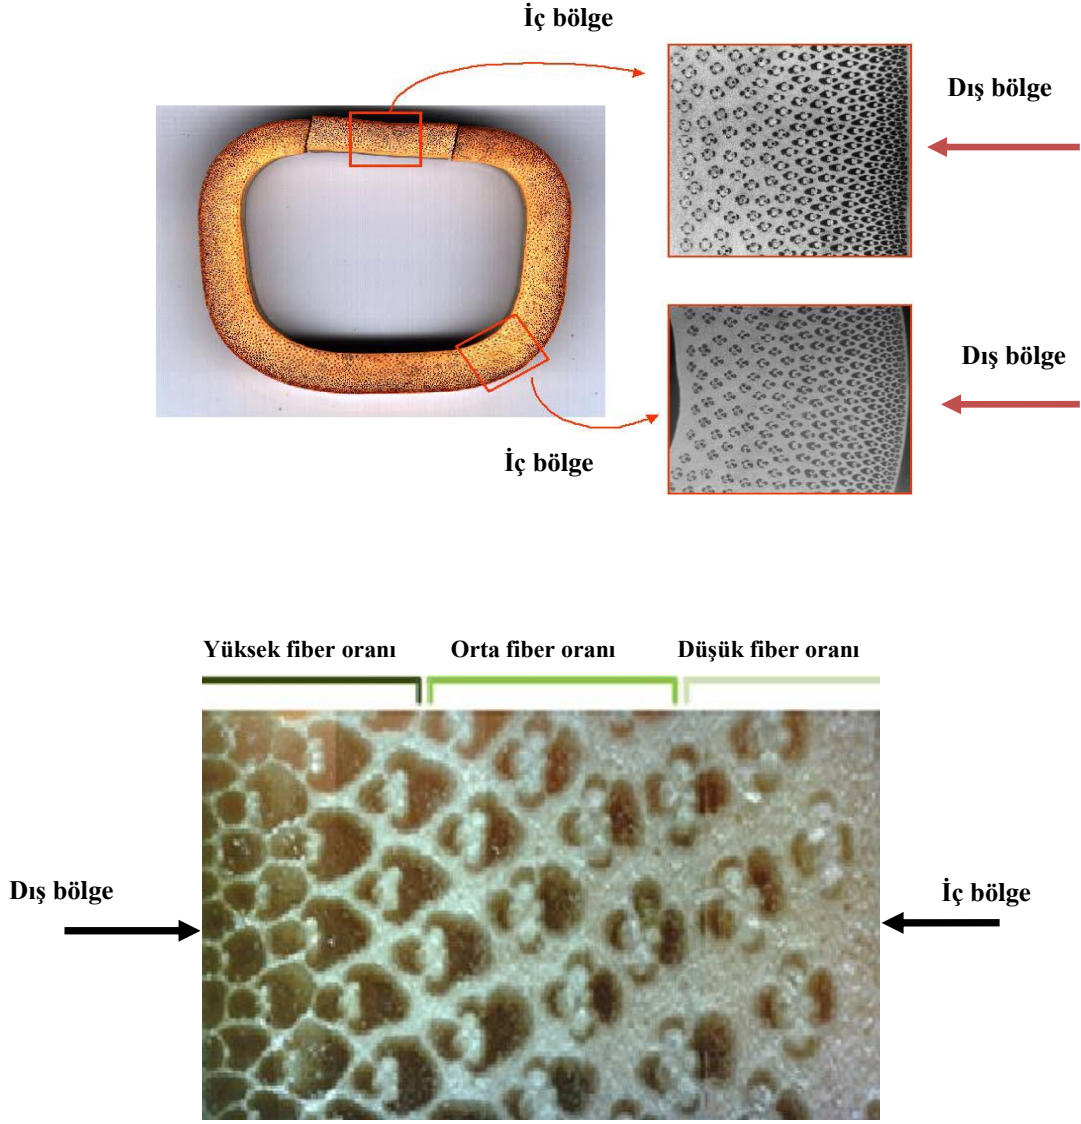 İç bölge
Dış bölge
Dış bölge
İç bölge
Yüksek fiber oranı Orta fiber oranı Düşük fiber oranı
Dış bölge
İç bölge